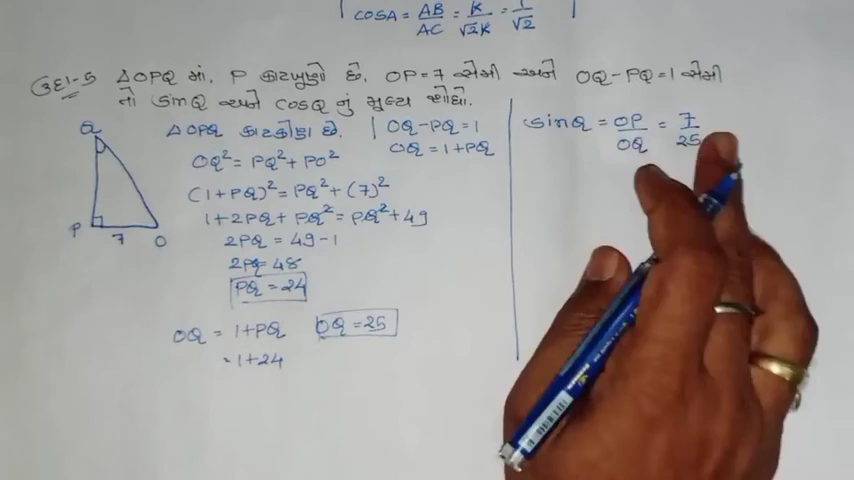 COSA = AB/AC = K/√2K = 1/√2
ઉદા-5 △OPQ માં, P કાટખૂણો છે, OP=7 સેમી અને OQ-PQ=1 સેમી
તો SinQ અને COSQ નું મૂલ્ય શોધો.
Q
P
7
O
△OPQ કાટકોણ છે.
OQ² = PQ² + PO²
(1+PQ)² = PQ² + (7)²
1+2PQ + PQ² = PQ² + 49
2PQ = 49-1
2PQ = 48
PQ = 24
OQ = 1+PQ
= 1+24
OQ = 25
OQ-PQ=1
OQ = 1+PQ
SinQ = OP/OQ = 7/25